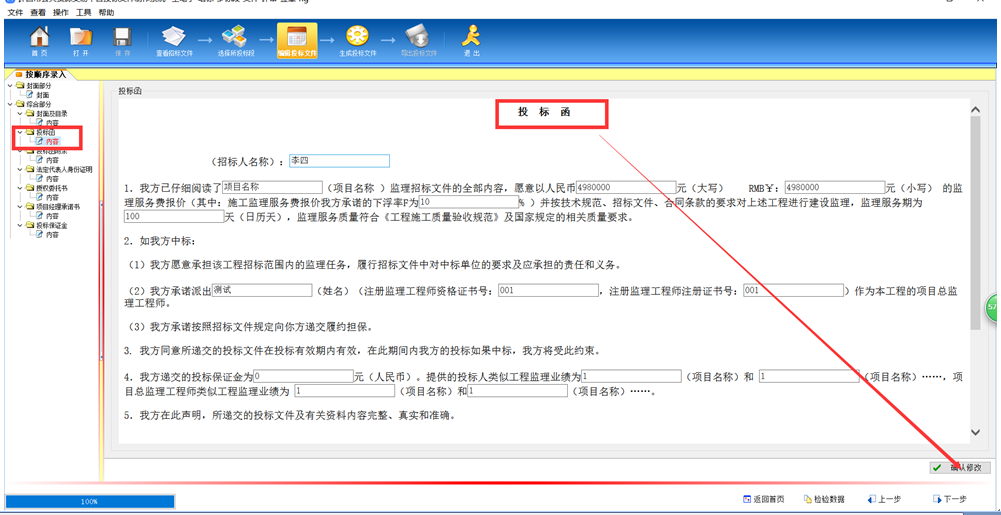 文件 查看 操作 工具 帮助
首 页
打 开
保 存
查看招标文件
选择所投标段
编辑投标文件
生成投标文件
导出投标文件
退 出
按顺序录入
封面部分
封面
综合部分
封面及目录
内容
投标函
内容
内容
法定代表人身份证明
内容
授权委托书
内容
项目经理承诺书
内容
投标保证金
内容
投标函
投 标 函
（招标人名称）： 李四
1. 我方已仔细阅读了 项目名称 （项目名称 ）监理招标文件的全部内容，愿意以人民币 4980000 元（大写） RMB￥: 4980000 元（小写） 的监
理服务费报价（其中：施工监理服务费报价我方承诺的下浮率P为 10 % ）并按技术规范、招标文件、合同条款的要求对上述工程进行建设监理，监理服务期为
100 天（日历天），监理服务质量符合《工程施工质量验收规范》及国家规定的相关质量要求。
2. 如我方中标：
（1）我方愿意承担该工程招标范围内的监理任务，履行招标文件中对中标单位的要求及应承担的责任和义务。
（2）我方承诺派出 测试 （姓名）（注册监理工程师资格证书号： 001 ，注册监理工程师注册证书号： 001 ）作为本工程的项目总监
理工程师。
（3）我方承诺按照招标文件规定向你方递交履约担保。
3. 我方同意所递交的投标文件在投标有效期内有效，在此期间内我方的投标如果中标，我方将受此约束。
4. 我方递交的投标保证金为 0 元（人民币）。提供的投标人类似工程监理业绩为 1 （项目名称）和 1 （项目名称）……，项
目总监理工程师类似工程监理业绩为 1 （项目名称）和 1 （项目名称）……。
5. 我方在此声明，所递交的投标文件及有关资料内容完整、真实和准确。
确认修改
100%
返回首页 检验数据 上一步 下一步
57